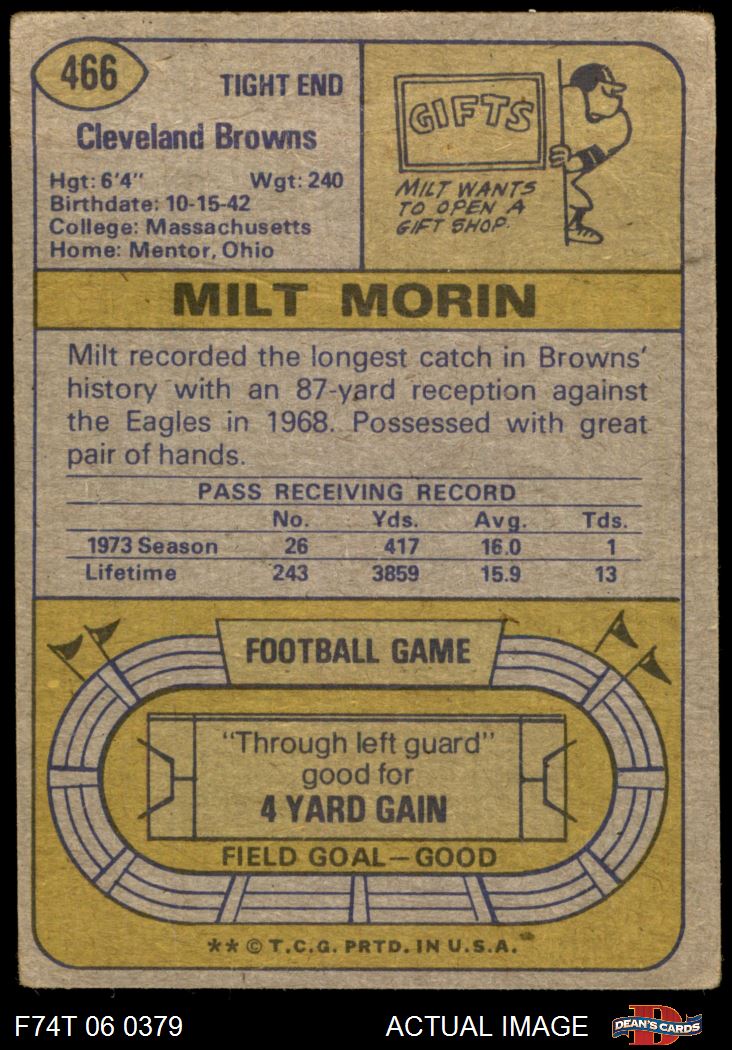 466
TIGHT END
Cleveland Browns
Hgt: 6'4" Wgt: 240
Birthdate: 10-15-42
College: Massachusetts
Home: Mentor, Ohio
GIFTS
MILT WANTS
TO OPEN A
GIFT SHOP.
MILT MORIN
Milt recorded the longest catch in Browns'
history with an 87-yard reception against
the Eagles in 1968. Possessed with great
pair of hands.
PASS RECEIVING RECORD
No. Yds. Avg. Tds.
1973 Season 26 417 16.0 1
Lifetime 243 3859 15.9 13
FOOTBALL GAME
"Through left guard"
good for
4 YARD GAIN
FIELD GOAL—GOOD
** © T.C.G. PRTD. IN U.S.A.
F74T 06 0379 ACTUAL IMAGE
D
DEAN'S CARDS